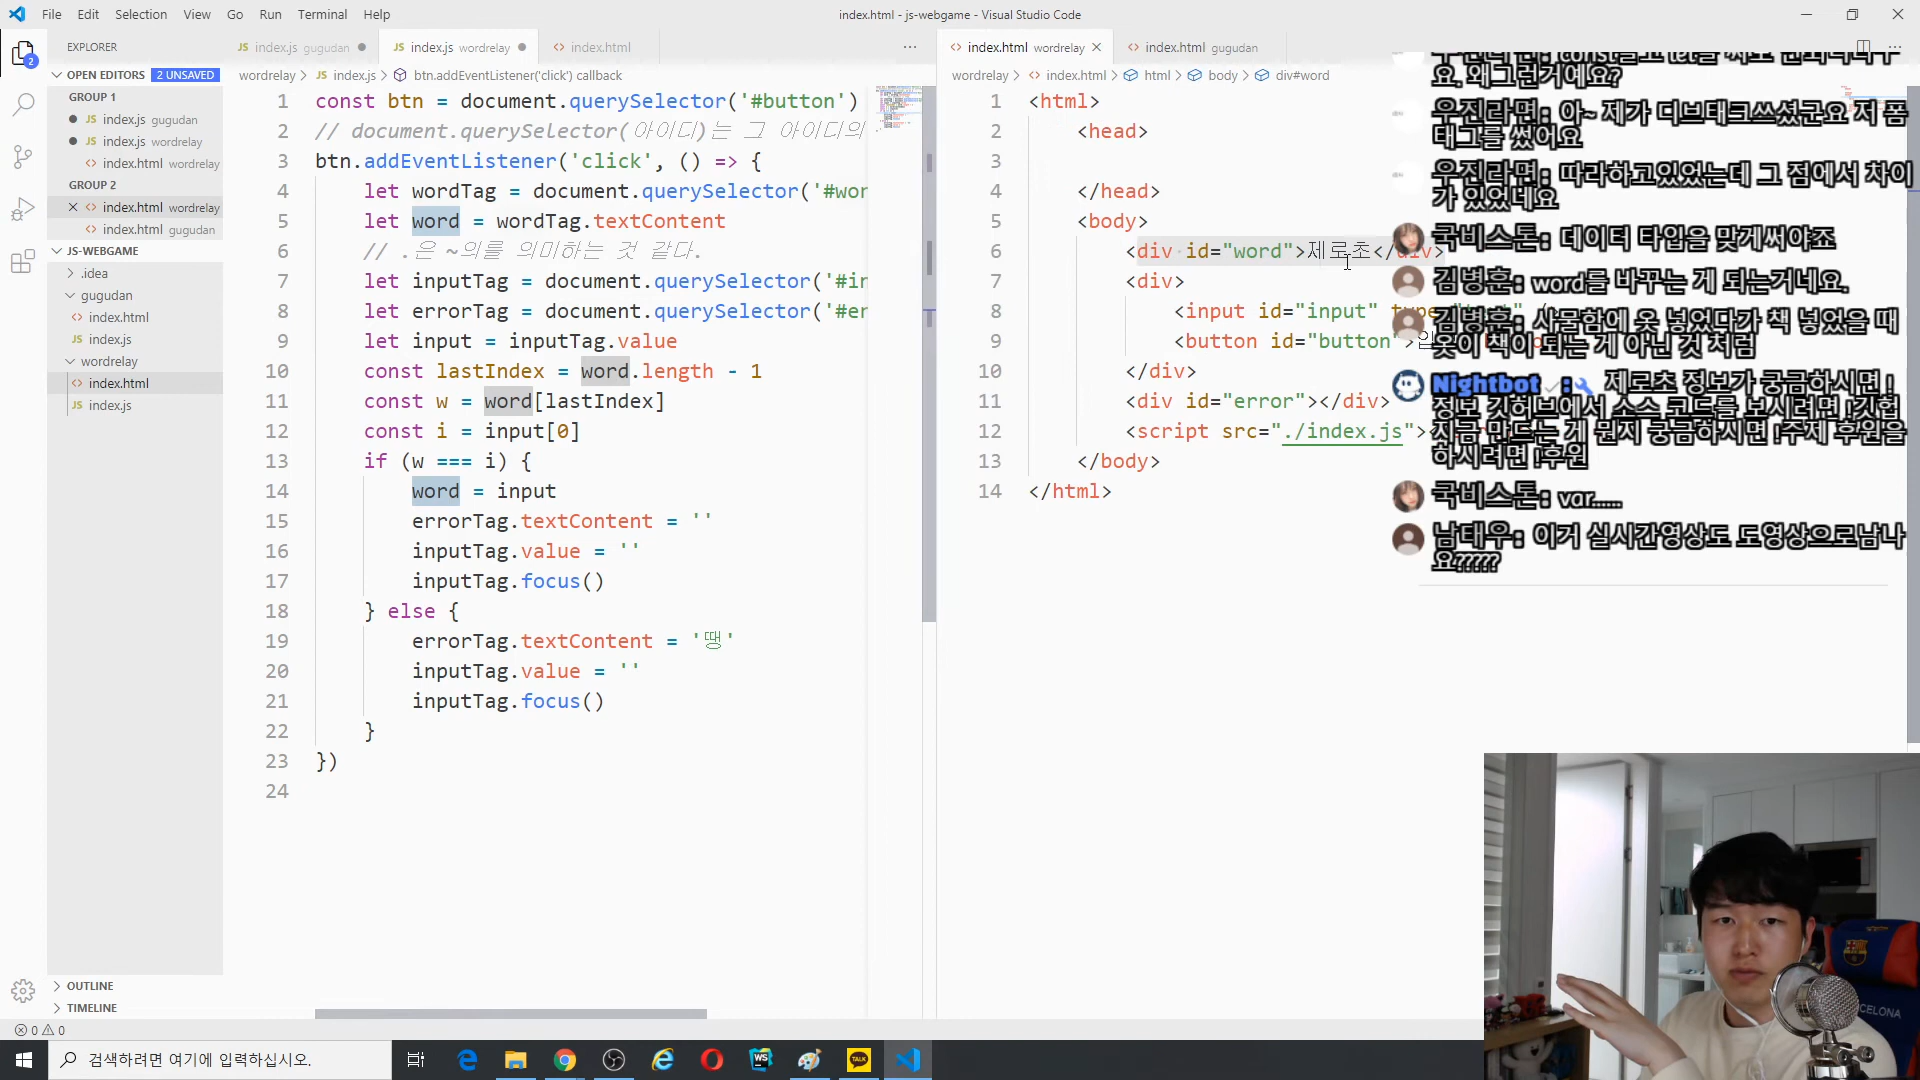 File Edit Selection View Go Run Terminal Help
index.html - js-webgame - Visual Studio Code
EXPLORER
OPEN EDITORS 2 UNSAVED
GROUP 1
JS index.js gugudan
JS index.js wordrelay
<> index.html wordrelay
GROUP 2
<> index.html wordrelay
<> index.html gugudan
JS-WEBGAME
.idea
gugudan
<> index.html
JS index.js
wordrelay
<> index.html
JS index.js
OUTLINE
TIMELINE
JS index.js gugudan
JS index.js wordrelay
<> index.html
wordrelay > JS index.js > btn.addEventListener('click') callback
1 const btn = document.querySelector('#button')
2 // document.querySelector(아이디)는 그 아이디의
3 btn.addEventListener('click', () => {
4 let wordTag = document.querySelector('#wor
5 let word = wordTag.textContent
6 // .은 ~의를 의미하는 것 같다.
7 let inputTag = document.querySelector('#in
8 let errorTag = document.querySelector('#er
9 let input = inputTag.value
10 const lastIndex = word.length - 1
11 const w = word[lastIndex]
12 const i = input[0]
13 if (w === i) {
14 word = input
15 errorTag.textContent = ''
16 inputTag.value = ''
17 inputTag.focus()
18 } else {
19 errorTag.textContent = '땡'
20 inputTag.value = ''
21 inputTag.focus()
22 }
23 })
24
<> index.html wordrelay
<> index.html gugudan
wordrelay > <> index.html > html > body > div#word
1 <html>
2 <head>
3
4 </head>
5 <body>
6 <div id="word">제로초</div>
7 <div>
8 <input id="input"
9 <button id="button">
10 </div>
11 <div id="error"></div>
12 <script src="./index.js">
13 </body>
14 </html>
요. 왜그런거예요?
우진라면: 아~ 제가 디브태크쓰셨군요 저 폼
태그를 썼어요
우진라면: 따라하고있었는데 그 점에서 차이
가 있었네요
국비스톤: 데이터 타입을 맞게써야죠
김병훈: word를 바꾸는 게 되는거네요.
김병훈: 사물함에 옷 넣었다가 책 넣었을 때
옷이 책이 되는 게 아닌 것 처럼
Nightbot : 제로초 정보가 궁금하시면 !
정보 깃허브에서 소스 코드를 보시려면 !깃헙
지금 만드는 게 뭔지 궁금하시면 !주제 후원을
하시려면 !후원
국비스톤: var......
남태우: 이거 실시간영상도 도영상으로남나
요?????
0 0
검색하려면 여기에 입력하십시오.
WS
TALK
BARCELONA